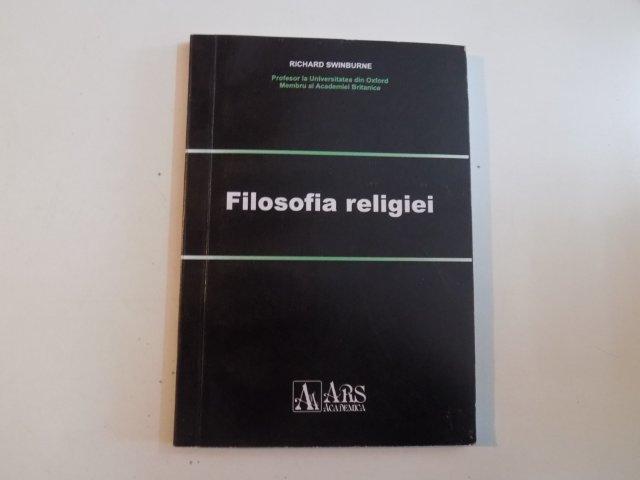 RICHARD SWINBURNE
Profesor la Universitatea din Oxford
Membru al Academiei Britanice
Filosofia religiei
ARS
ACADEMICA